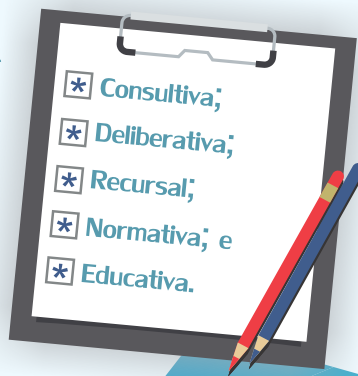 * Consultiva;
* Deliberativa;
* Recursal;
* Normativa; e
* Educativa.